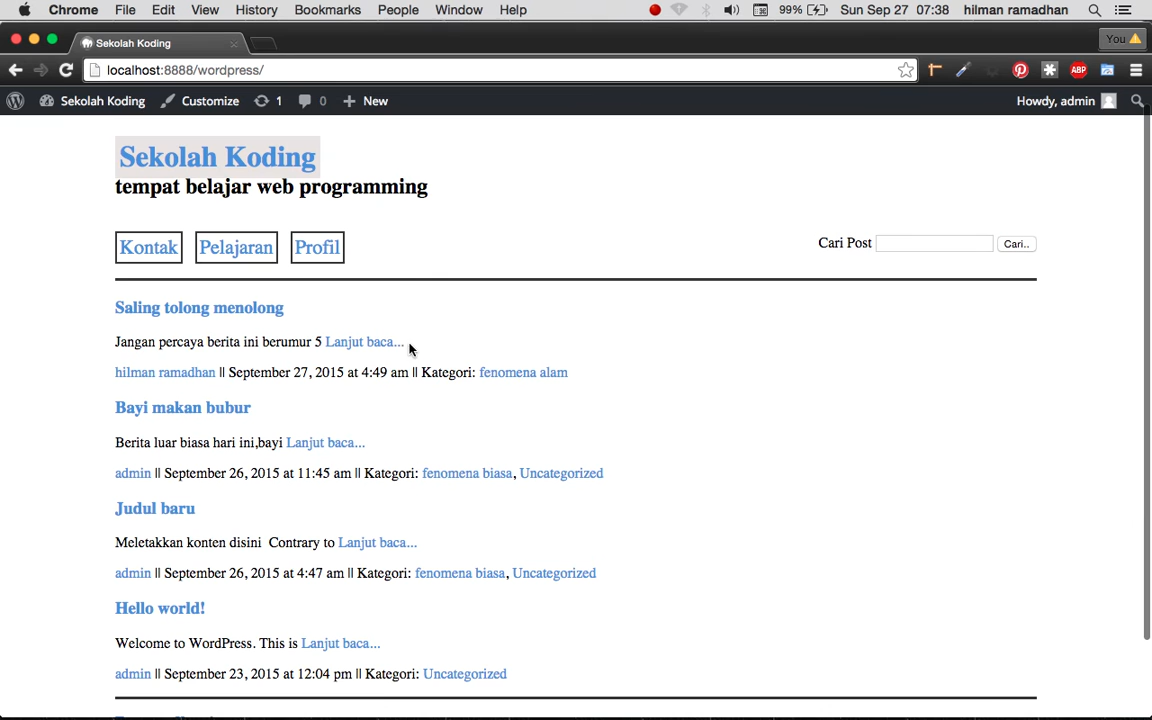 Chrome File Edit View History Bookmarks People Window Help 99% Sun Sep 27 07:38 hilman ramadhan
Sekolah Koding You
localhost:8888/wordpress/ ABP
Sekolah Koding Customize 1 0 New Howdy, admin
Sekolah Koding
tempat belajar web programming
Kontak Pelajaran Profil Cari Post Cari..
Saling tolong menolong
Jangan percaya berita ini berumur 5 Lanjut baca...
hilman ramadhan || September 27, 2015 at 4:49 am || Kategori: fenomena alam
Bayi makan bubur
Berita luar biasa hari ini,bayi Lanjut baca...
admin || September 26, 2015 at 11:45 am || Kategori: fenomena biasa, Uncategorized
Judul baru
Meletakkan konten disini  Contrary to Lanjut baca...
admin || September 26, 2015 at 4:47 am || Kategori: fenomena biasa, Uncategorized
Hello world!
Welcome to WordPress. This is Lanjut baca...
admin || September 23, 2015 at 12:04 pm || Kategori: Uncategorized